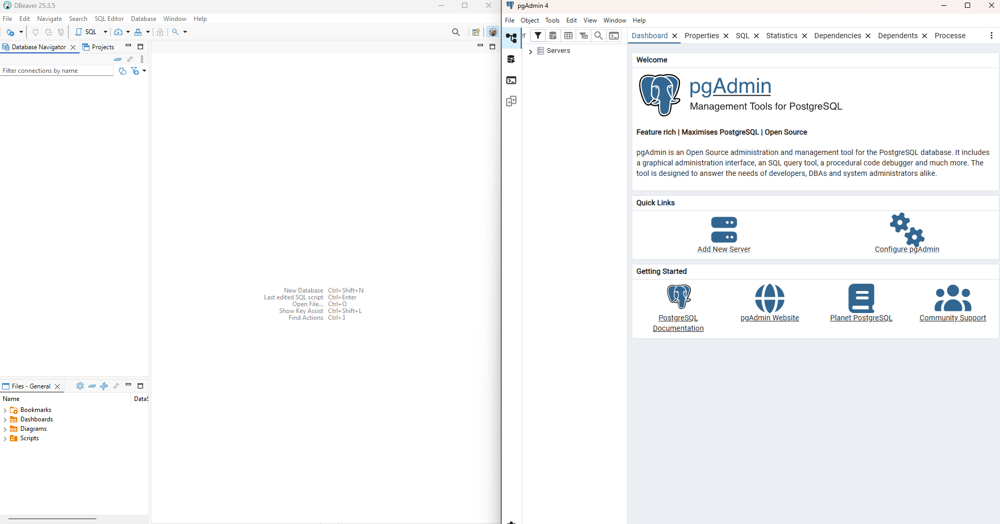 DBeaver 25.3.5
File Edit Navigate Search SQL Editor Database Window Help
SQL
Database Navigator Projects
Filter connections by name
New Database Ctrl+Shift+N
Last edited SQL script Ctrl+Enter
Open File... Ctrl+O
Show Key Assist Ctrl+Shift+L
Find Actions Ctrl+3
Files - General
Name DataS
Bookmarks
Dashboards
Diagrams
Scripts
pgAdmin 4
File Object Tools Edit View Window Help
er
Servers
Dashboard Properties SQL Statistics Dependencies Dependents Processe
Welcome
pgAdmin
Management Tools for PostgreSQL
Feature rich | Maximises PostgreSQL | Open Source
pgAdmin is an Open Source administration and management tool for the PostgreSQL database. It includes
a graphical administration interface, an SQL query tool, a procedural code debugger and much more. The
tool is designed to answer the needs of developers, DBAs and system administrators alike.
Quick Links
Add New Server Configure pgAdmin
Getting Started
PostgreSQL
Documentation
pgAdmin Website
Planet PostgreSQL
Community Support